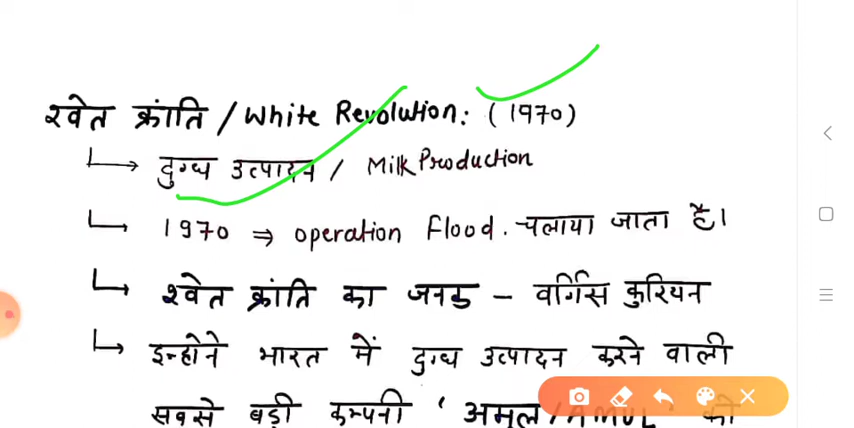 श्वेत क्रांति / White Revolution: (1970)
दुग्ध उत्पादन / Milk Production
1970 ⇒ operation Flood. चलाया जाता है।
श्वेत क्रांति का जनक – वर्गिस कुरियन
इन्होने भारत में दुग्ध उत्पादन करने वाली
सबसे बड़ी कम्पनी ' अमूल / AMUL ' को